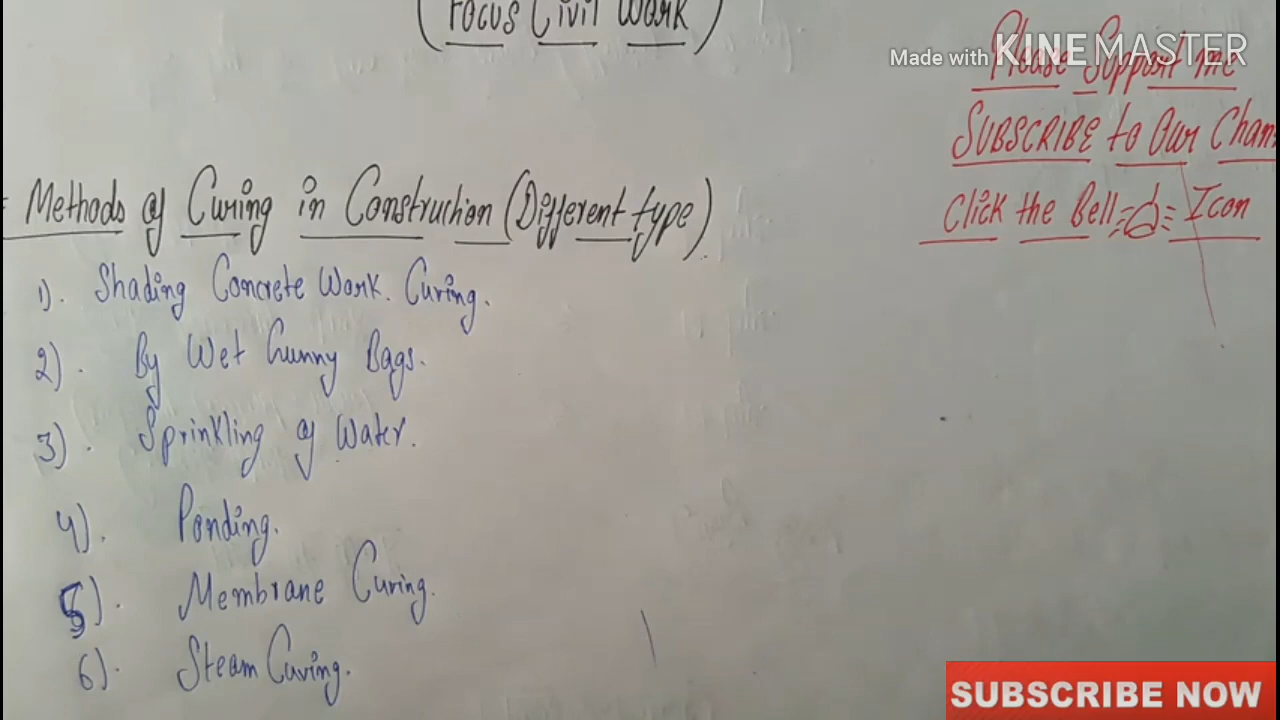 (Focus Civil Work)
Made with KINEMASTER
Please Support me
SUBSCRIBE to Our Chan
Click the Bell Icon
Methods of Curing in Construction (Different type)
1). Shading Concrete Work. Curing.
2). By Wet Gunny Bags.
3). Sprinkling of Water.
4). Ponding.
5). Membrane Curing.
6). Steam Curing.
SUBSCRIBE NOW